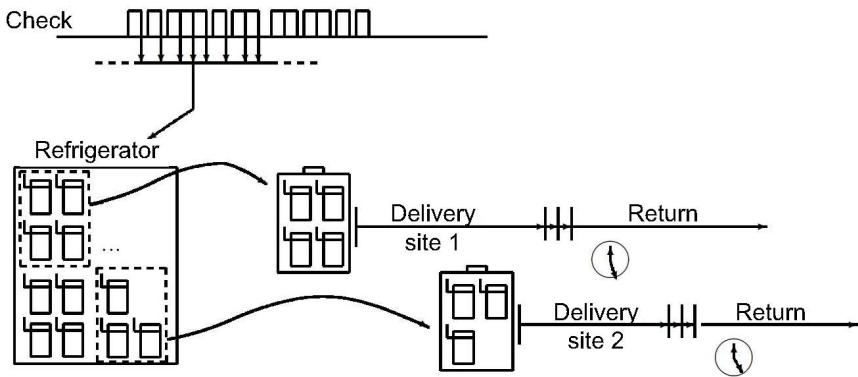 Check
Refrigerator
...
Delivery
site 1
Return
Delivery
site 2
Return